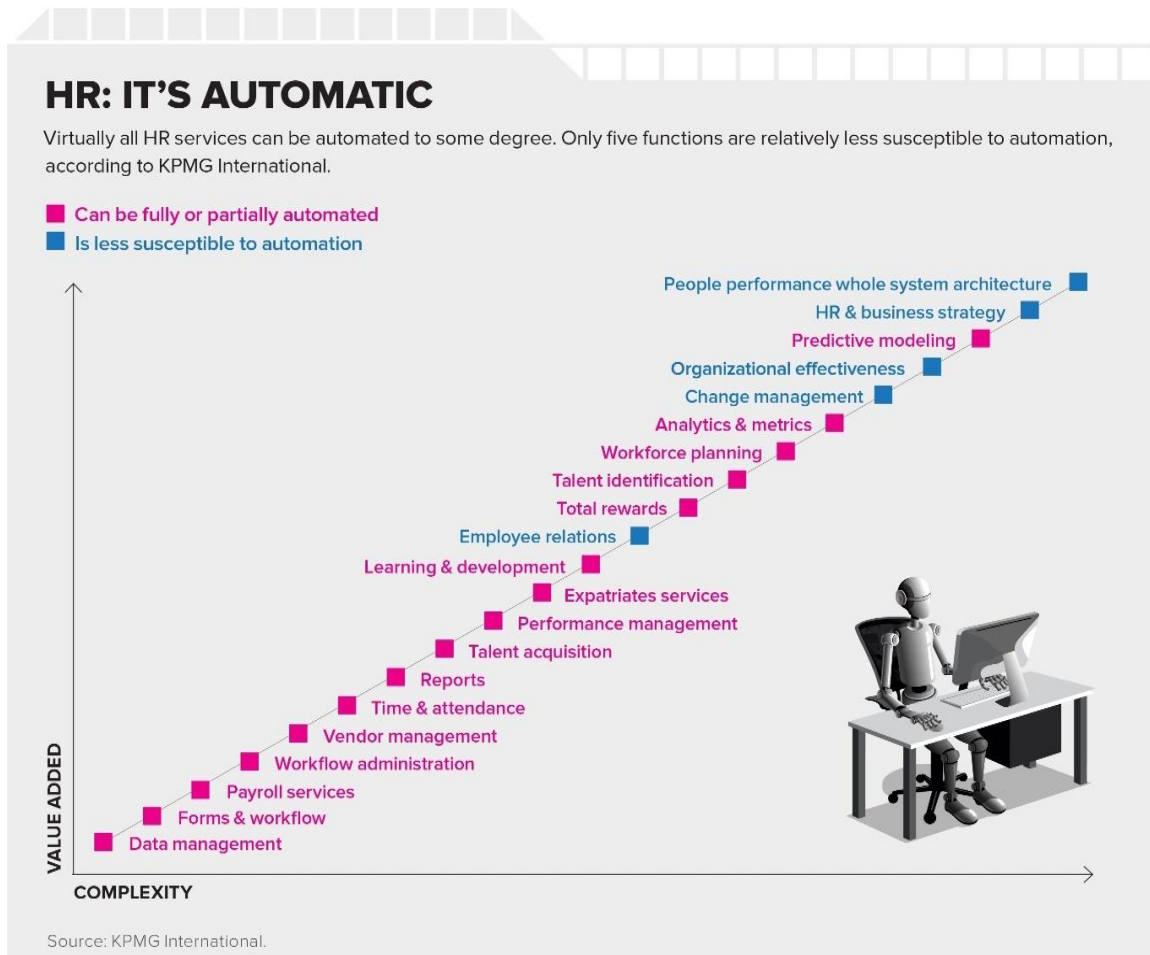 HR: IT’S AUTOMATIC
Virtually all HR services can be automated to some degree. Only five functions are relatively less susceptible to automation,
according to KPMG International.
Can be fully or partially automated
Is less susceptible to automation
People performance whole system architecture
HR & business strategy
Predictive modeling
Organizational effectiveness
Change management
Analytics & metrics
Workforce planning
Talent identification
Total rewards
Employee relations
Learning & development
Expatriates services
Performance management
Talent acquisition
Reports
Time & attendance
Vendor management
Workflow administration
Payroll services
Forms & workflow
Data management
VALUE ADDED
COMPLEXITY
Source: KPMG International.